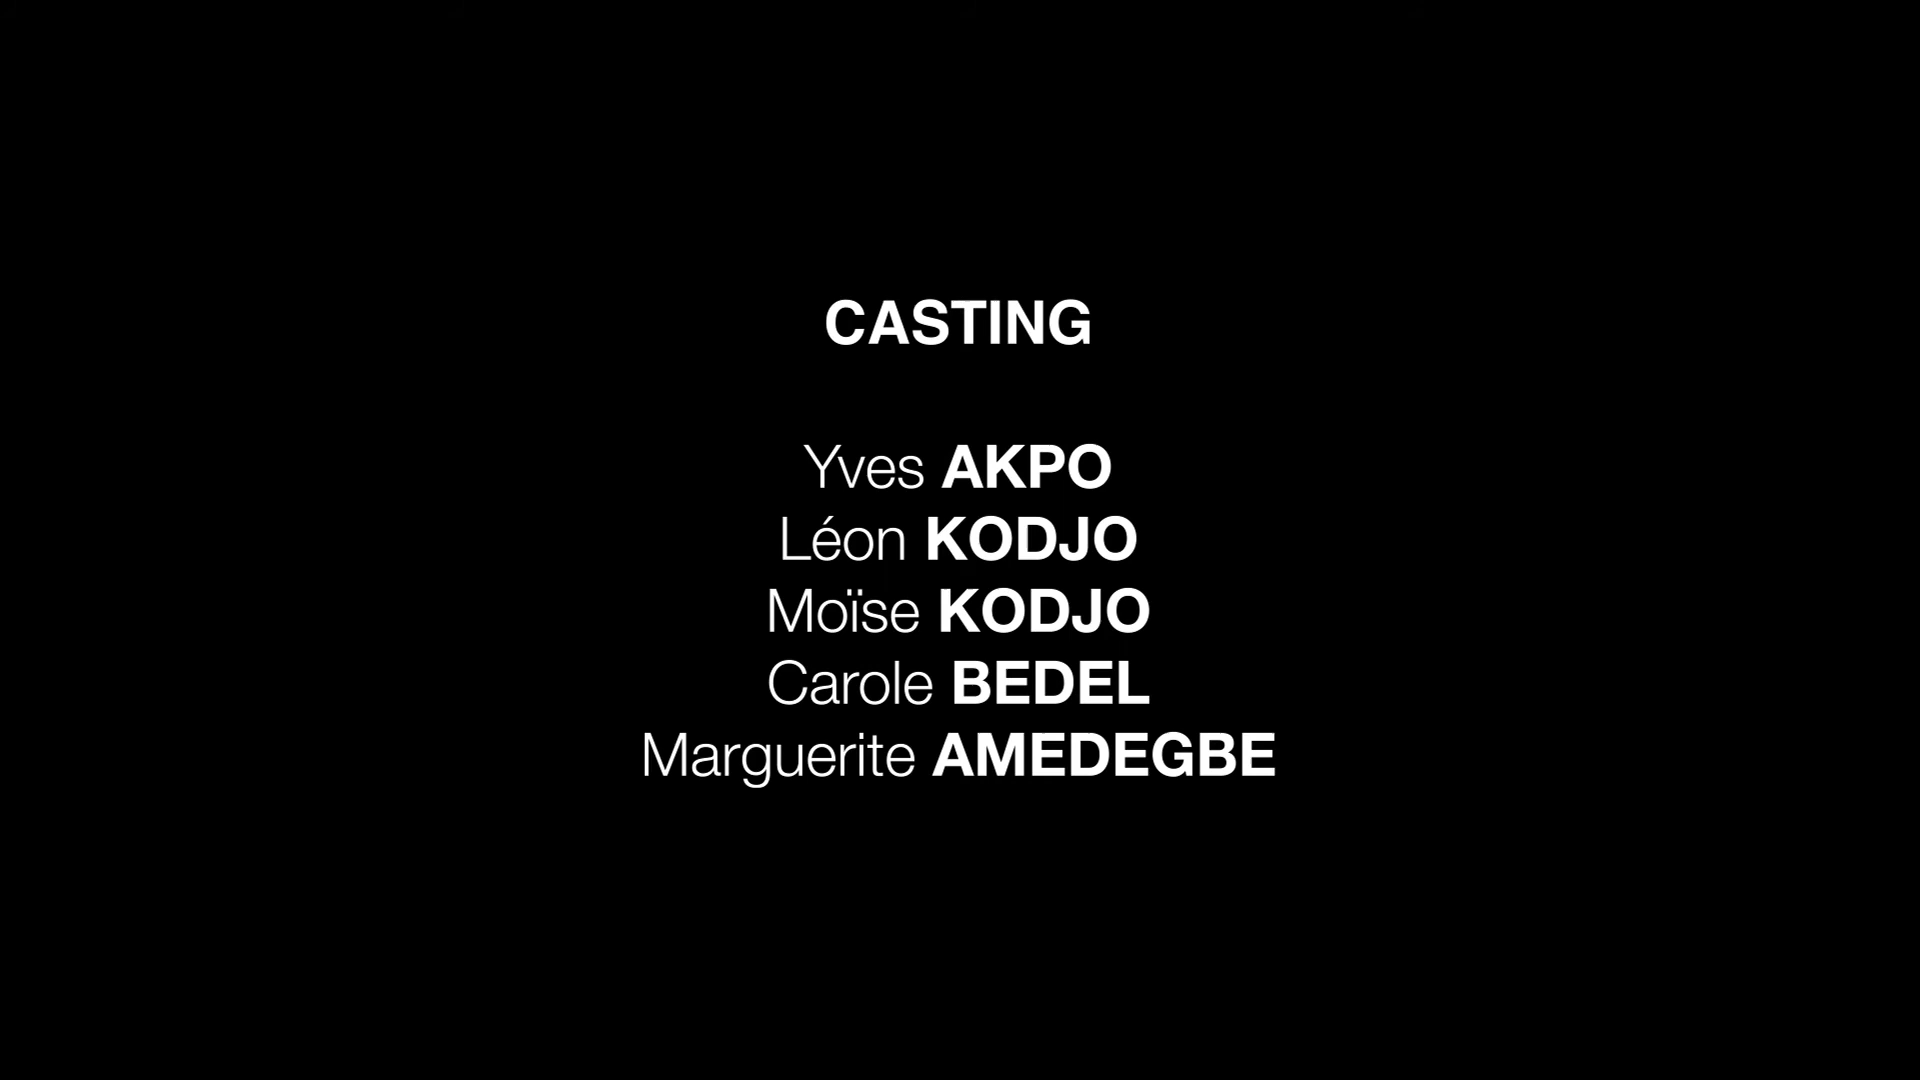 CASTING
Yves AKPO
Léon KODJO
Moïse KODJO
Carole BEDEL
Marguerite AMEDEGBE